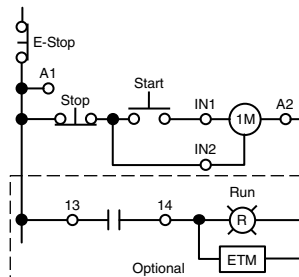 E-Stop
A1
Stop
Start
IN1
1M
A2
IN2
13
14
Run
R
ETM
Optional